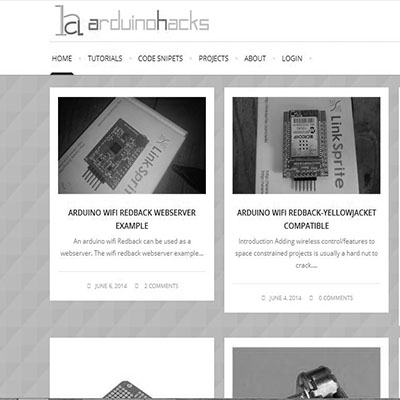 arduinohacks
HOME TUTORIALS CODE SNIPETS PROJECTS ABOUT LOGIN
LinkSprite
ARDUINO WIFI REDBACK WEBSERVER
EXAMPLE
An arduino wifi Redback can be used as a
webserver. The wifi redback webserver example...
JUNE 6, 2014 2 COMMENTS
LinkSprite
ARDUINO WIFI REDBACK-YELLOWJACKET
COMPATIBLE
Introduction Adding wireless control/features to
space constrained projects is usually a hard nut to
crack....
JUNE 4, 2014 0 COMMENTS